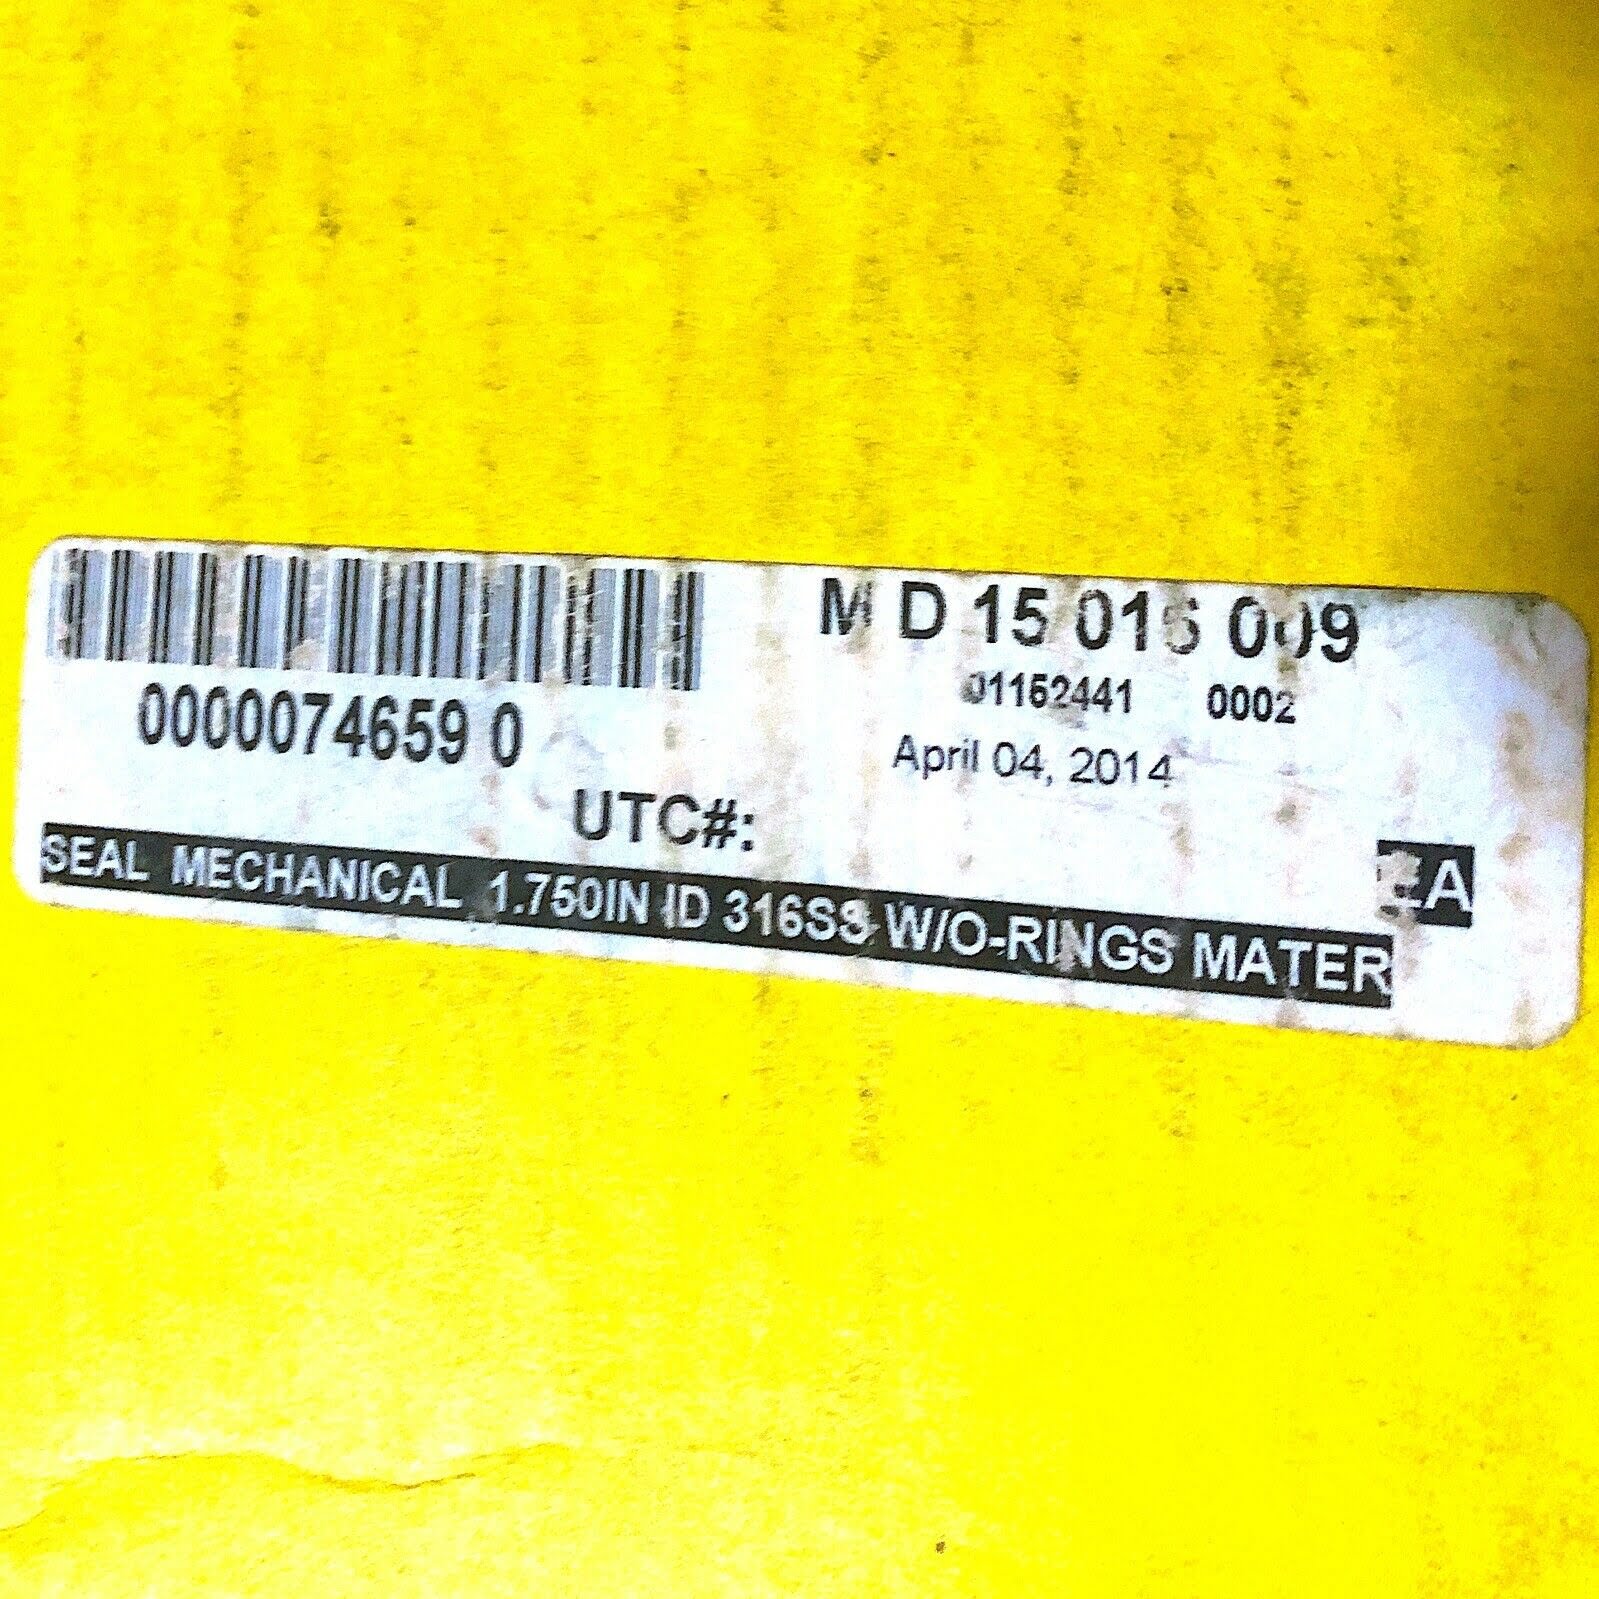 M D 15 016 009
01152441 0002
0000074659 0
April 04, 2014
UTC#:
EA
SEAL MECHANICAL 1.750IN ID 316SS W/O-RINGS MATER